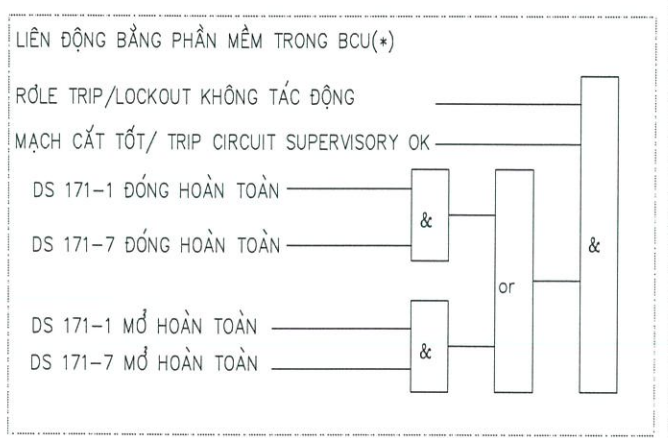 LIÊN ĐỘNG BẰNG PHẦN MỀM TRONG BCU(*)
RƠLE TRIP/LOCKOUT KHÔNG TÁC ĐỘNG
MẠCH CẮT TỐT/ TRIP CIRCUIT SUPERVISORY OK
DS 171-1 ĐÓNG HOÀN TOÀN
&
DS 171-7 ĐÓNG HOÀN TOÀN
&
or
DS 171-1 MỞ HOÀN TOÀN
&
DS 171-7 MỞ HOÀN TOÀN